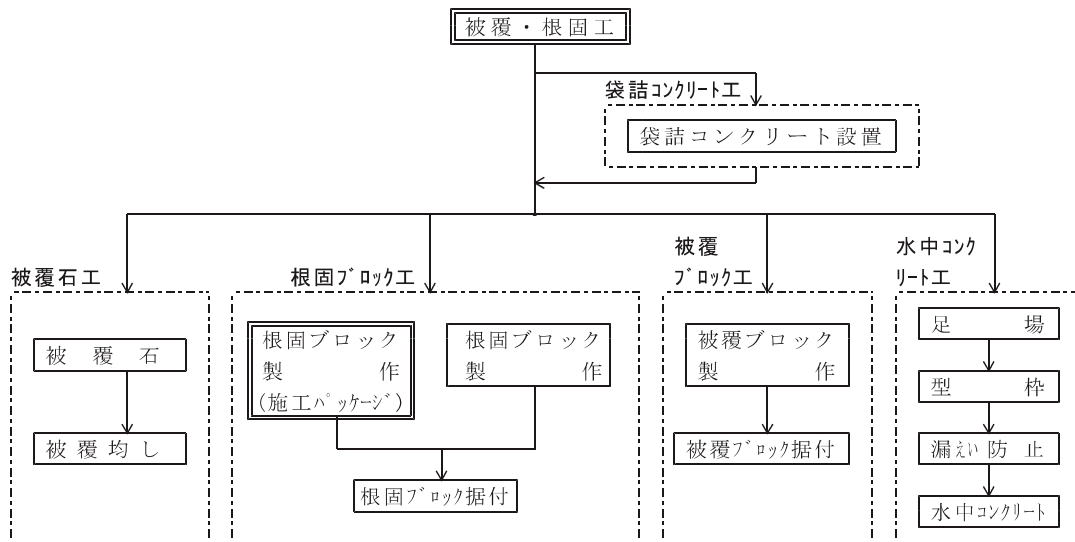 被覆・根固工
袋詰ｺﾝｸﾘｰﾄ工
袋詰コンクリート設置
被覆石工
被覆石
被覆均し
根固ﾌﾞﾛｯｸ工
根固ブロック
製作
(施工ﾊﾟｯｹｰｼﾞ)
根固ブロック
製作
根固ﾌﾞﾛｯｸ据付
被覆
ﾌﾞﾛｯｸ工
被覆ブロック
製作
被覆ﾌﾞﾛｯｸ据付
水中ｺﾝｸ
ﾘｰﾄ工
足場
型枠
漏えい防止
水中ｺﾝｸﾘｰﾄ